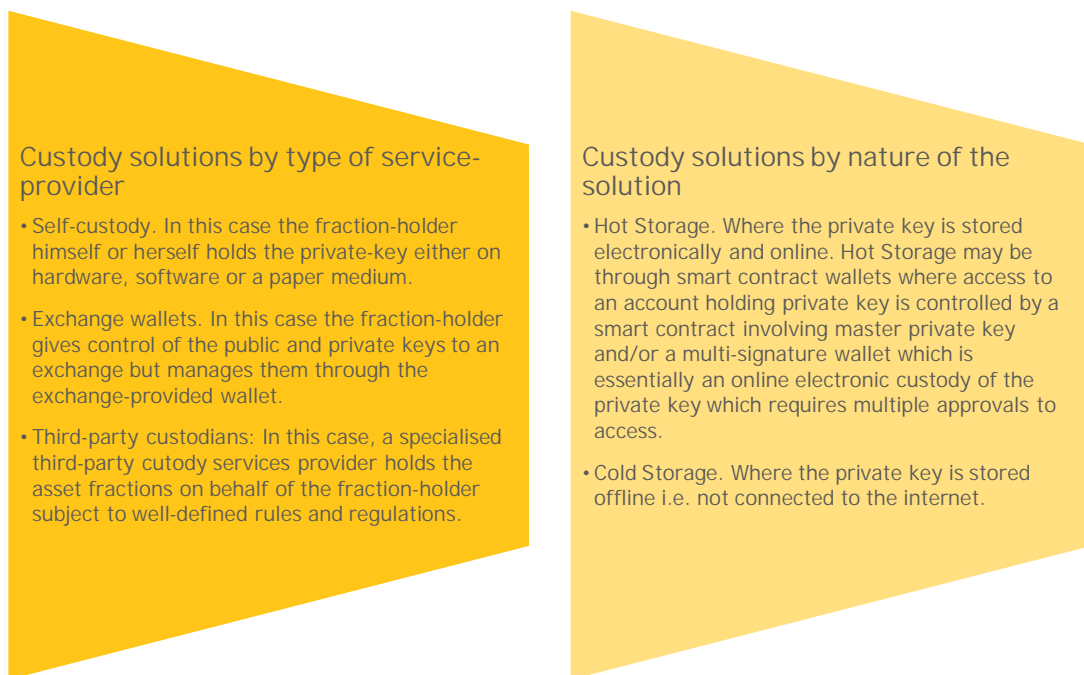 Custody solutions by type of service-
provider
• Self-custody. In this case the fraction-holder
himself or herself holds the private-key either on
hardware, software or a paper medium.
• Exchange wallets. In this case the fraction-holder
gives control of the public and private keys to an
exchange but manages them through the
exchange-provided wallet.
• Third-party custodians: In this case, a specialised
third-party cutody services provider holds the
asset fractions on behalf of the fraction-holder
subject to well-defined rules and regulations.
Custody solutions by nature of the
solution
• Hot Storage. Where the private key is stored
electronically and online. Hot Storage may be
through smart contract wallets where access to
an account holding private key is controlled by a
smart contract involving master private key
and/or a multi-signature wallet which is
essentially an online electronic custody of the
private key which requires multiple approvals to
access.
• Cold Storage. Where the private key is stored
offline i.e. not connected to the internet.